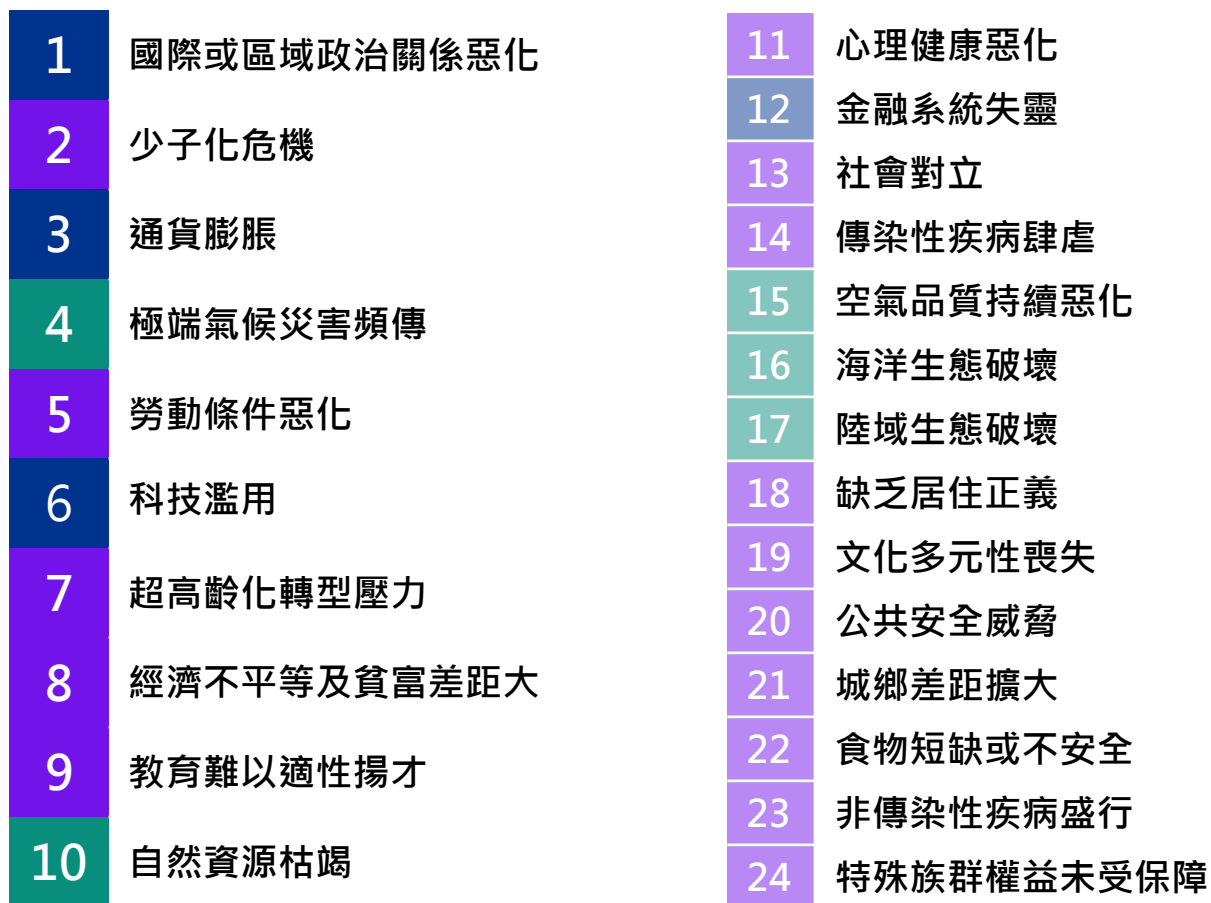 1 國際或區域政治關係惡化
2 少子化危機
3 通貨膨脹
4 極端氣候災害頻傳
5 勞動條件惡化
6 科技濫用
7 超高齡化轉型壓力
8 經濟不平等及貧富差距大
9 教育難以適性揚才
10 自然資源枯竭
11 心理健康惡化
12 金融系統失靈
13 社會對立
14 傳染性疾病肆虐
15 空氣品質持續惡化
16 海洋生態破壞
17 陸域生態破壞
18 缺乏居住正義
19 文化多元性喪失
20 公共安全威脅
21 城鄉差距擴大
22 食物短缺或不安全
23 非傳染性疾病盛行
24 特殊族群權益未受保障